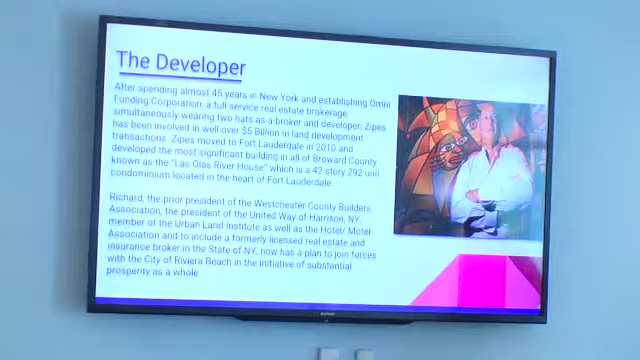 The Developer
After spending almost 45 years in New York and establishing Omni
Funding Corporation, a full service real estate brokerage,
simultaneously wearing two hats as a broker and developer, Zipes
has been involved in well over $5 Billion in land development
transactions. Zipes moved to Fort Lauderdale in 2010 and
developed the most significant building in all of Broward County
known as the "Las Olas River House" which is a 42 story 292 unit
condominium located in the heart of Fort Lauderdale.
Richard, the prior president of the Westchester County Builders
Association, the president of the United Way of Harrison, NY,
member of the Urban Land Institute as well as the Hotel/ Motel
Association and to include a formerly licensed real estate and
insurance broker in the State of NY, now has a plan to join forces
with the City of Riviera Beach in the initiative of substantial
prosperity as a whole.